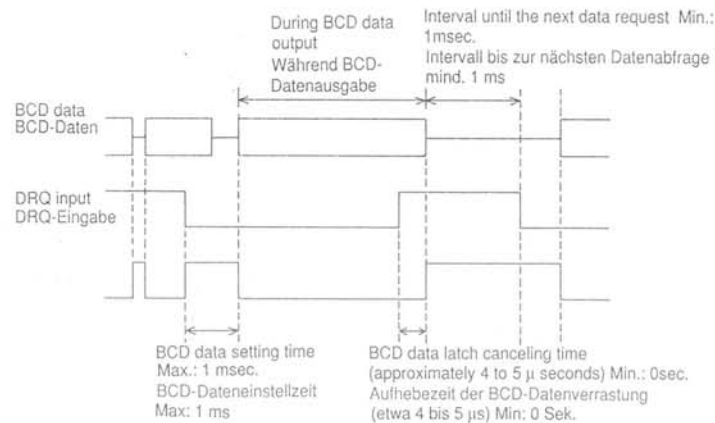 During BCD data
output
Während BCD-
Datenausgabe
Interval until the next data request Min.:
1msec.
Intervall bis zur nächsten Datenabfrage
mind. 1 ms
BCD data
BCD-Daten
DRQ input
DRQ-Eingabe
BCD data setting time
Max.: 1 msec.
BCD-Dateneinstellzeit
Max: 1 ms
BCD data latch canceling time
(approximately 4 to 5 μ seconds) Min.: 0sec.
Aufhebezeit der BCD-Datenverrastung
(etwa 4 bis 5 μs) Min: 0 Sek.